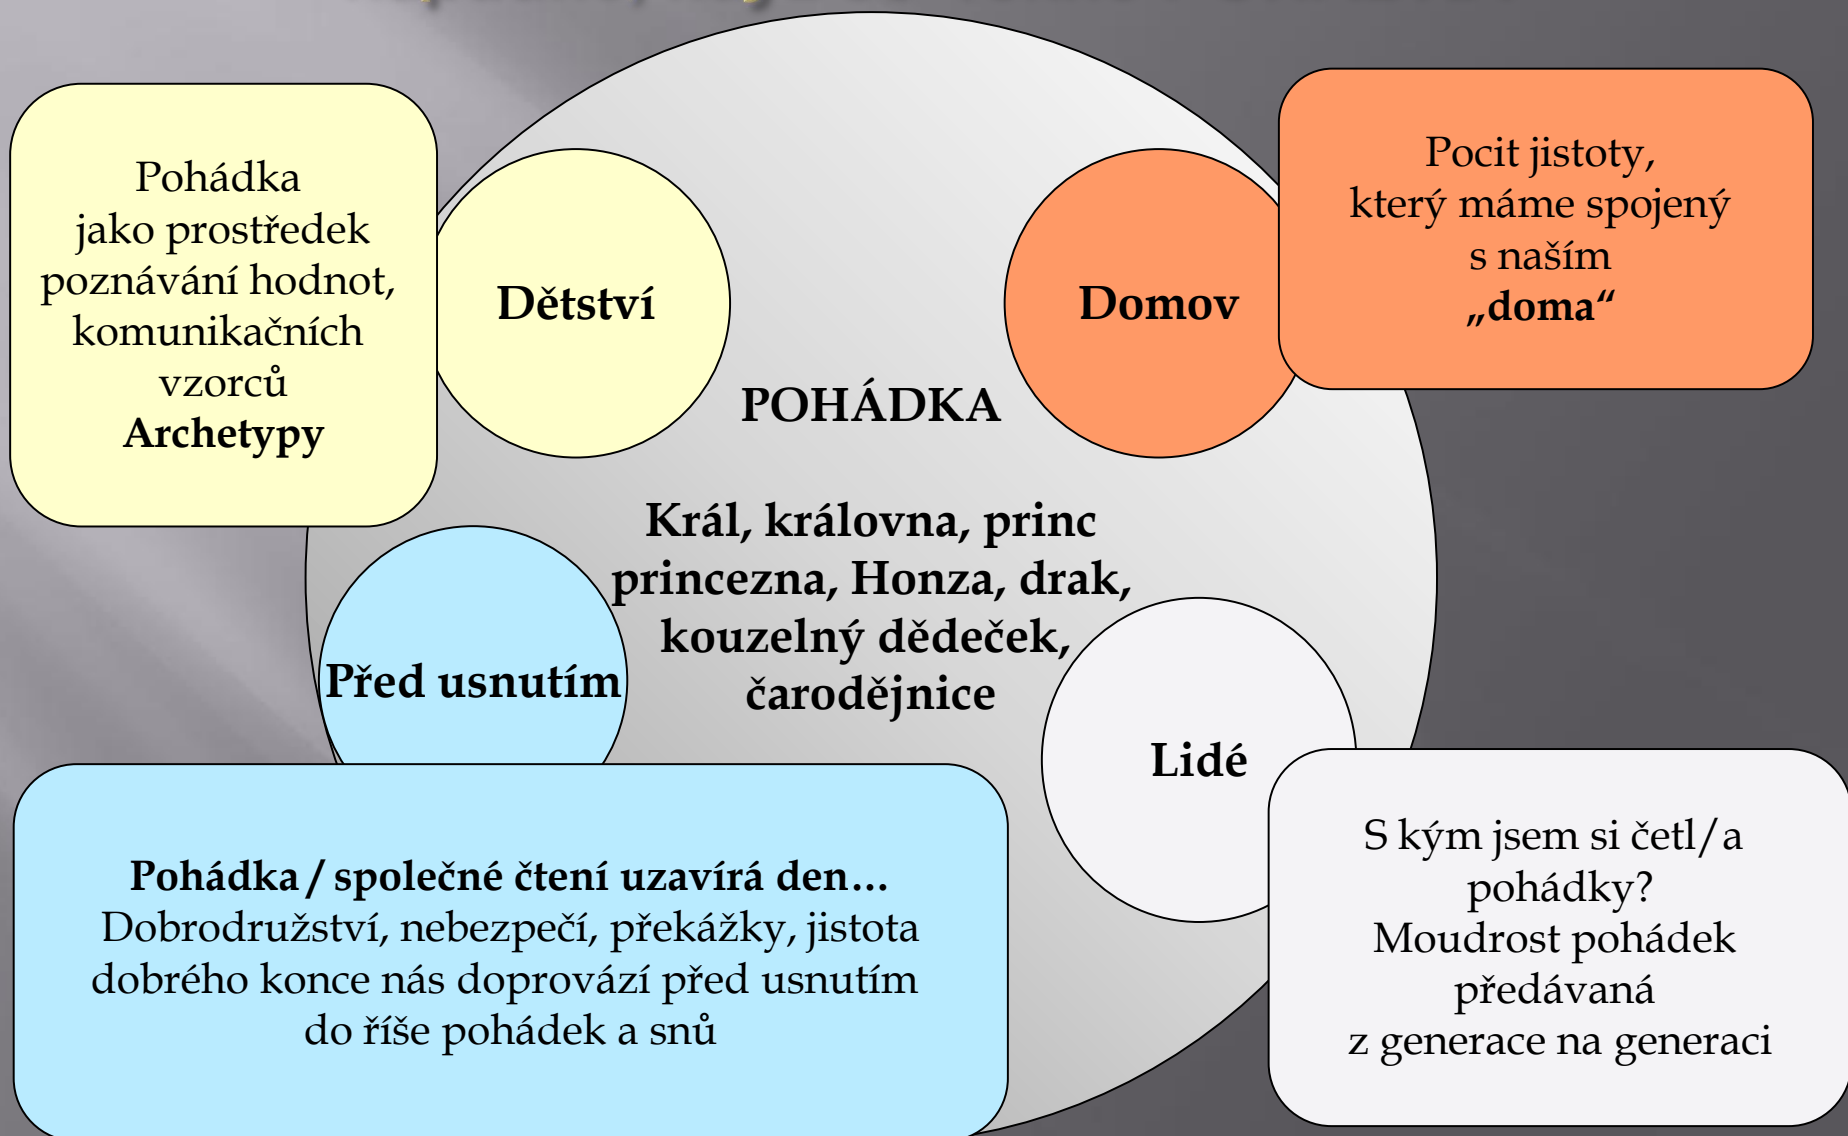 Pohádka
jako prostředek
poznávání hodnot,
komunikačních
vzorců
Archetypy
Dětství
Domov
Pocit jistoty,
který máme spojený
s naším
„doma“
POHÁDKA
Král, královna, princ
princezna, Honza, drak,
kouzelný dědeček,
čarodějnice
Před usnutím
Lidé
Pohádka / společné čtení uzavírá den…
Dobrodružství, nebezpečí, překážky, jistota
dobrého konce nás doprovází před usnutím
do říše pohádek a snů
S kým jsem si četl/a
pohádky?
Moudrost pohádek
předávaná
z generace na generaci